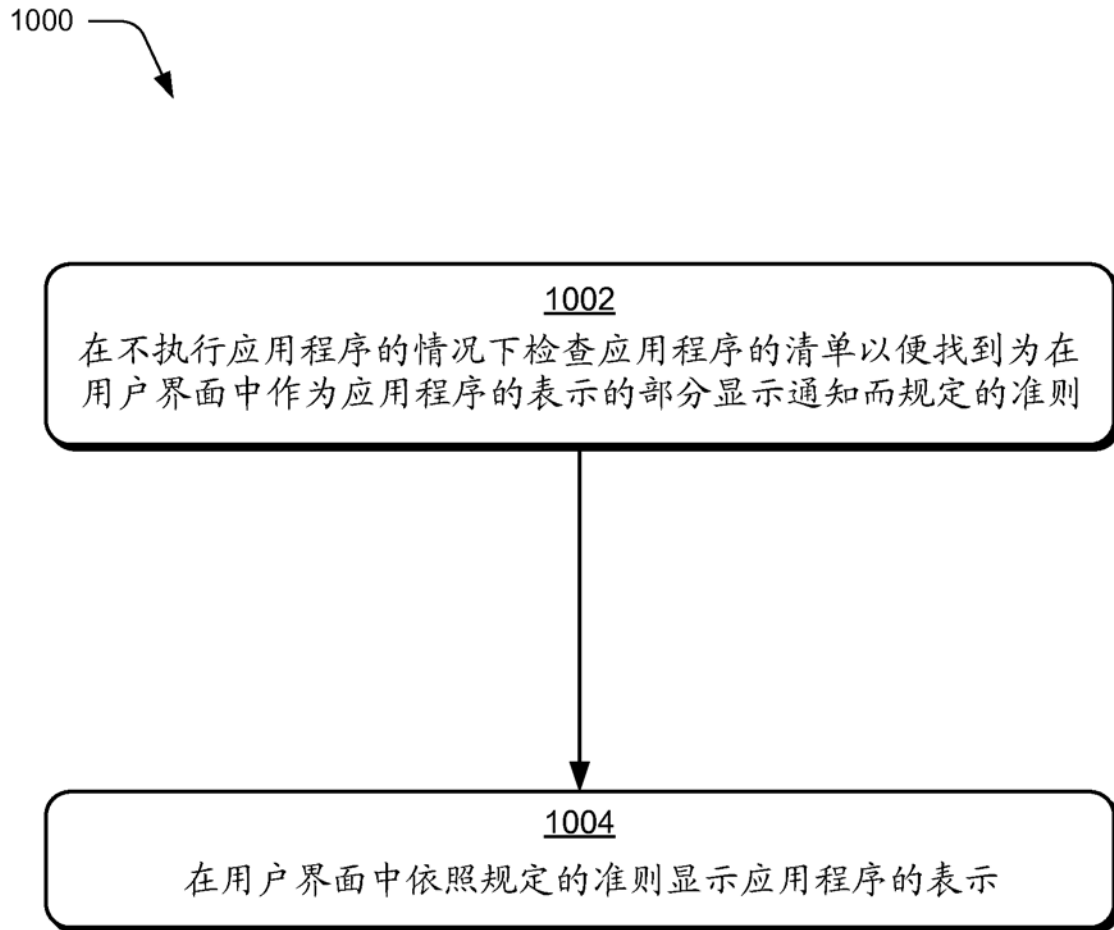 1000
1002
在不执行应用程序的情况下检查应用程序的清单以便找到为在
用户界面中作为应用程序的表示的部分显示通知而规定的准则
1004
在用户界面中依照规定的准则显示应用程序的表示